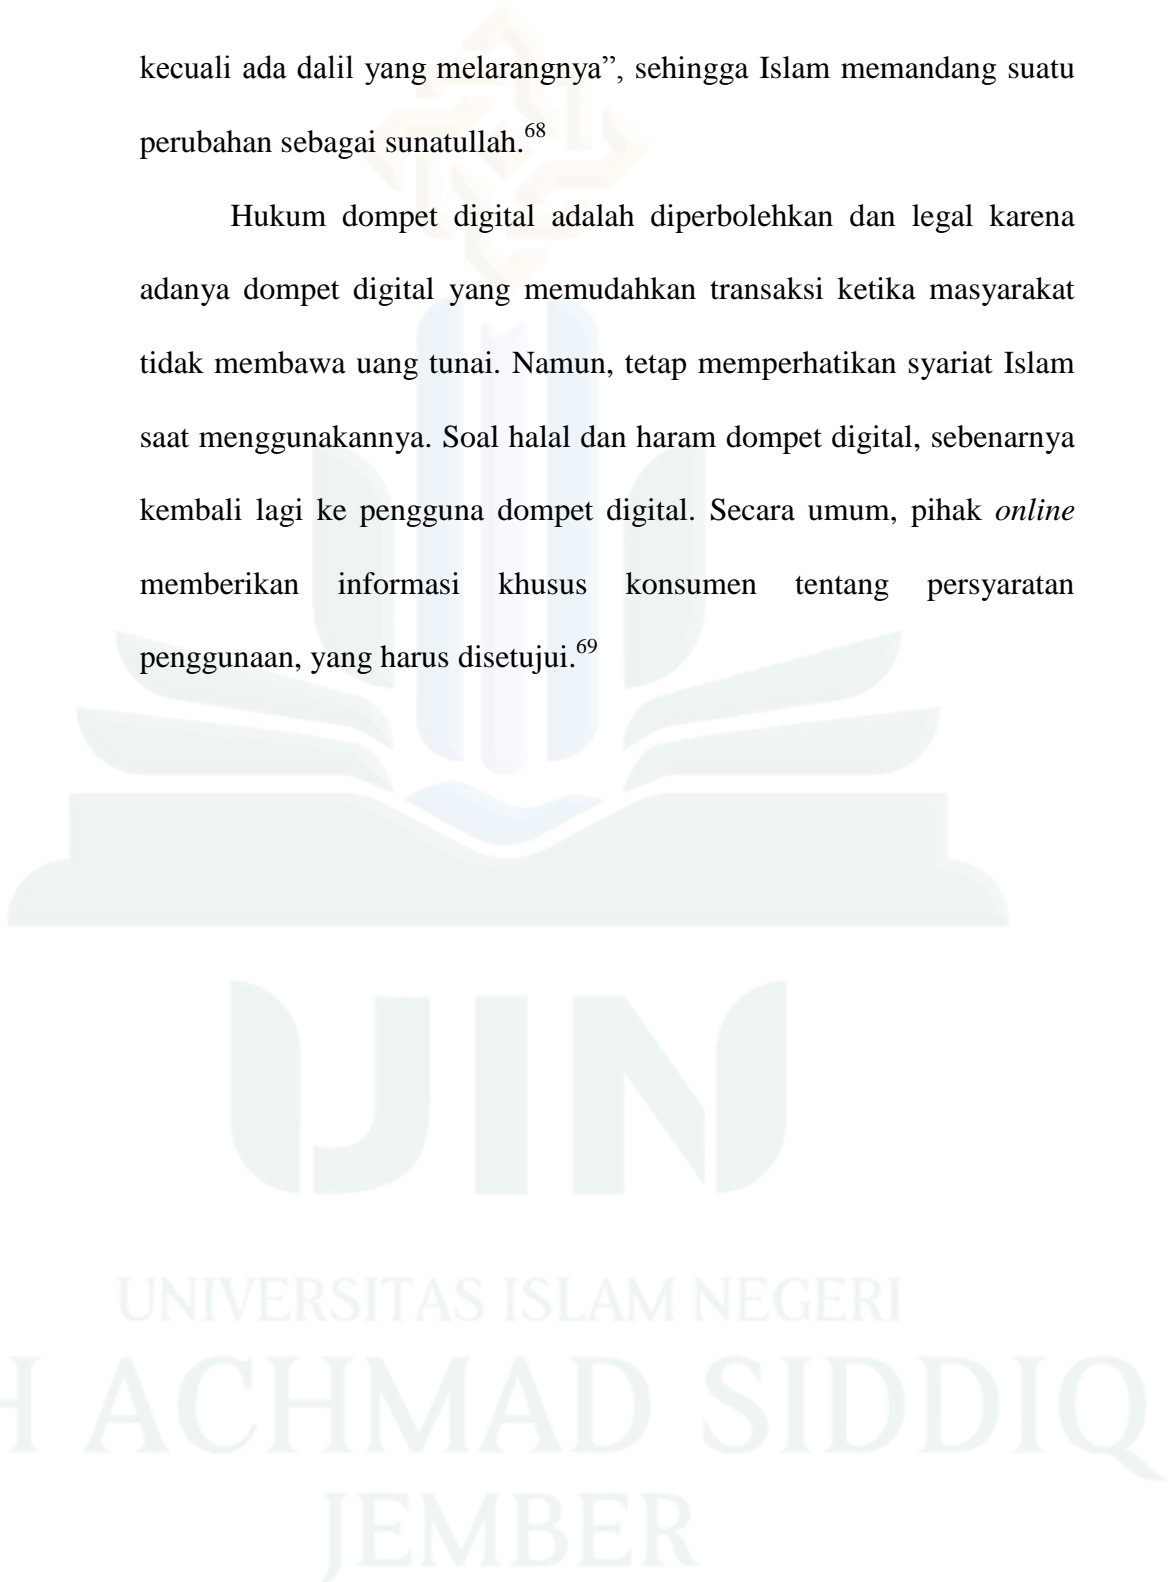 kecuali ada dalil yang melarangnya”, sehingga Islam memandang suatu
perubahan sebagai sunatullah.68
Hukum dompet digital adalah diperbolehkan dan legal karena
adanya dompet digital yang memudahkan transaksi ketika masyarakat
tidak membawa uang tunai. Namun, tetap memperhatikan syariat Islam
saat menggunakannya. Soal halal dan haram dompet digital, sebenarnya
kembali lagi ke pengguna dompet digital. Secara umum, pihak online
memberikan informasi khusus konsumen tentang persyaratan
penggunaan, yang harus disetujui.69
UIN
UNIVERSITAS ISLAM NEGERI
H ACHMAD SIDDIQ
JEMBER